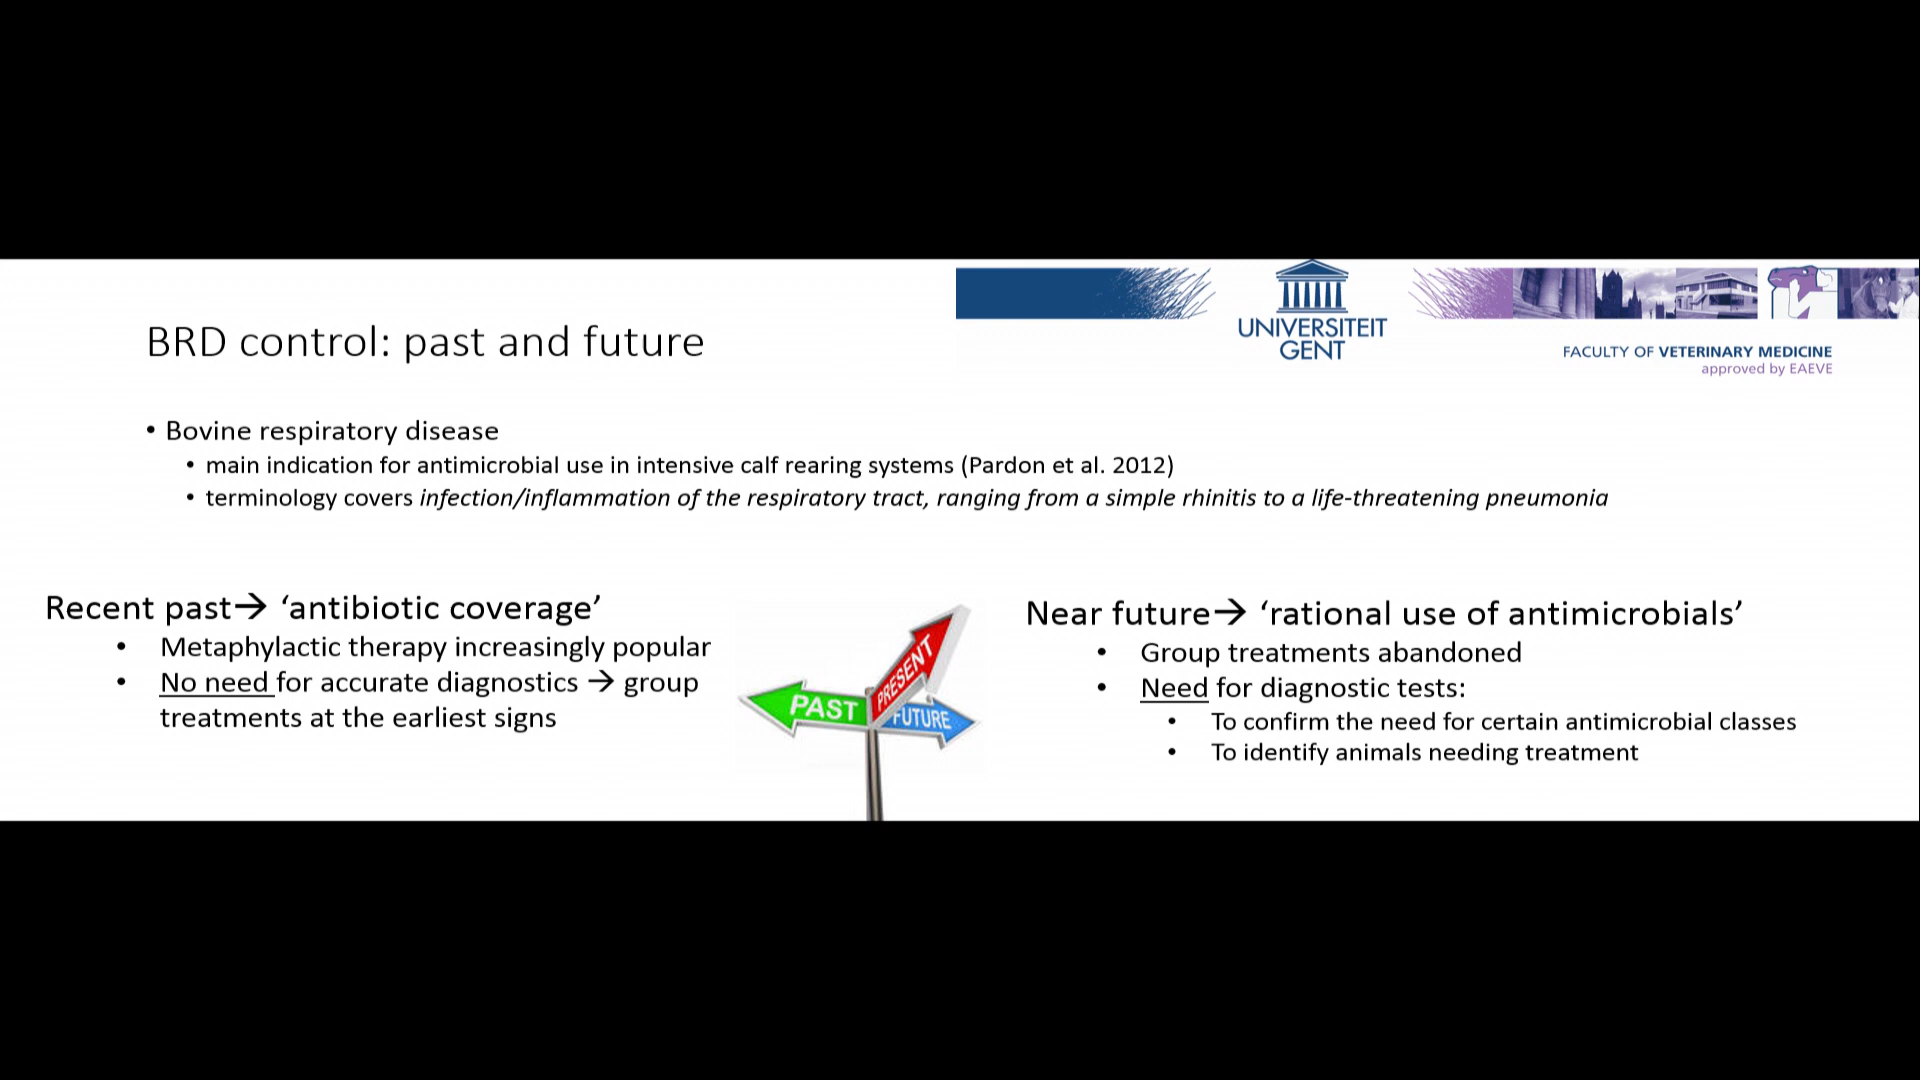 UNIVERSITEIT
GENT
FACULTY OF VETERINARY MEDICINE
approved by EAEVE
BRD control: past and future
• Bovine respiratory disease
• main indication for antimicrobial use in intensive calf rearing systems (Pardon et al. 2012)
• terminology covers infection/inflammation of the respiratory tract, ranging from a simple rhinitis to a life-threatening pneumonia
Recent past→ ‘antibiotic coverage’
• Metaphylactic therapy increasingly popular
• No need for accurate diagnostics → group
treatments at the earliest signs
PAST
PRESENT
FUTURE
Near future→ ‘rational use of antimicrobials’
• Group treatments abandoned
• Need for diagnostic tests:
• To confirm the need for certain antimicrobial classes
• To identify animals needing treatment